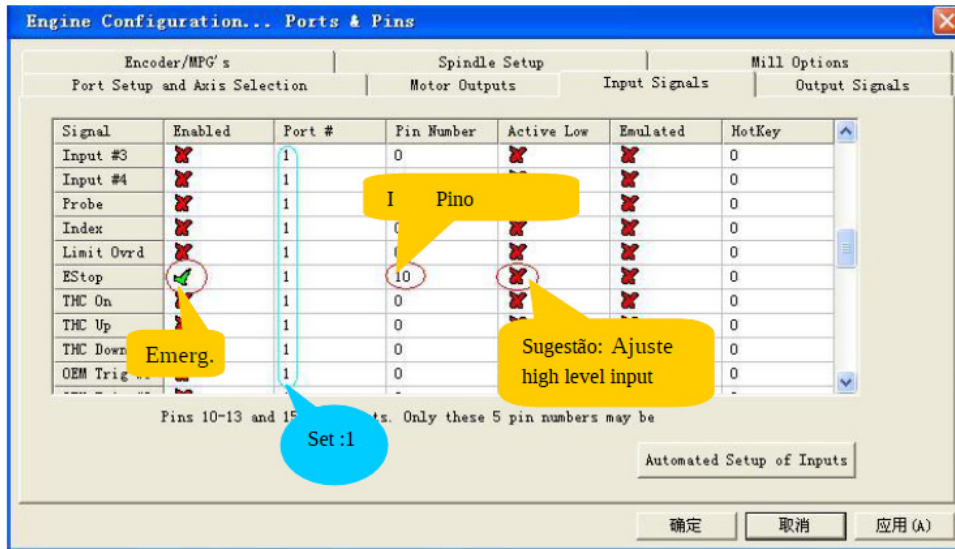 Engine Configuration... Ports & Pins
Encoder/MPG's Spindle Setup Mill Options
Port Setup and Axis Selection Motor Outputs Input Signals Output Signals
Signal Enabled Port # Pin Number Active Low Emulated HotKey
Input #3 1 0 0
Input #4 1 0
Probe 1 0
I Pino
Index 1 0
Limit Ovrd 1 0
EStop 1 10 0
THC On 1 0 0
THC Up 1 0 0
THC Down 1 0 0
Emerg.
Sugestão: Ajuste
high level input
OEM Trig 1 0 0
Pins 10-13 and 15 ts. Only these 5 pin numbers may be
Set :1
Automated Setup of Inputs
确定 取消 应用(A)